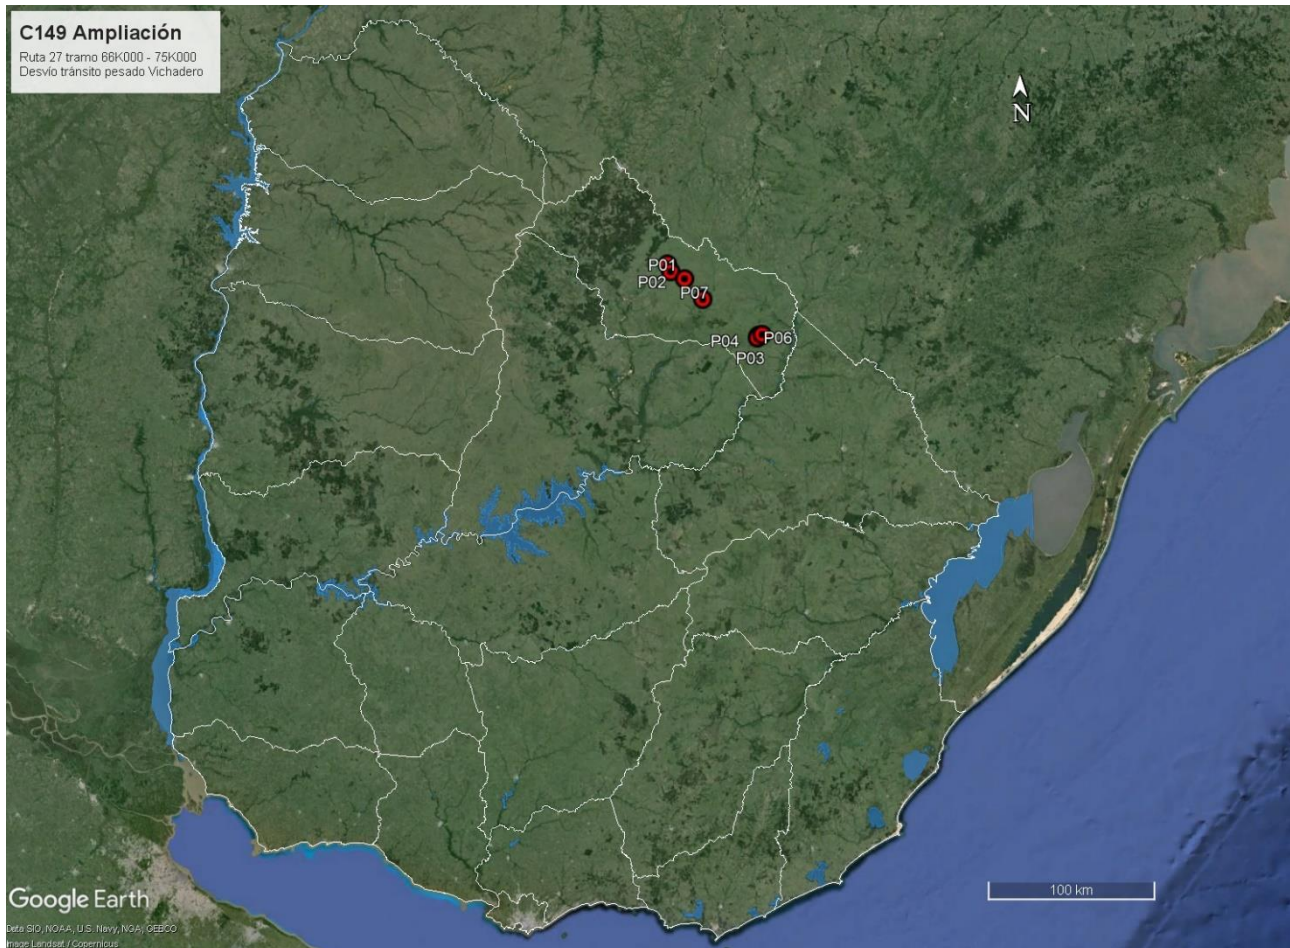 C149 Ampliación
Ruta 27 tramo 66K000 - 75K000
Desvío tránsito pesado Vichadero
N
P01
P02
P07
P04
P06
P03
100 km
Google Earth
Data SIO, NOAA, U.S. Navy, NGA, GEBCO
Image Landsat / Copernicus